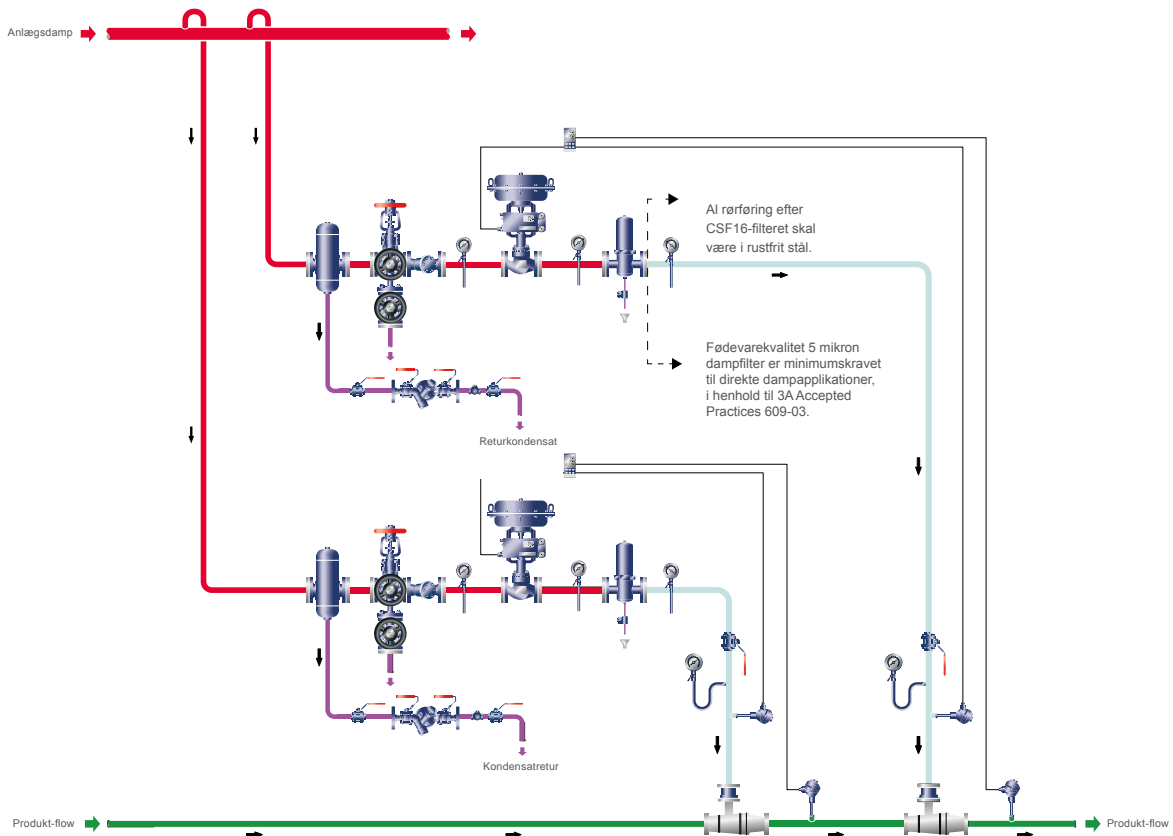 Anlægsdamp
Al rørføring efter
CSF16-filteret skal
være i rustfrit stål.
Fødevarekvalitet 5 mikron
dampfilter er minimumskravet
til direkte dampapplikationer,
i henhold til 3A Accepted
Practices 609-03.
Returkondensat
Kondensatretur
Produkt-flow
Produkt-flow